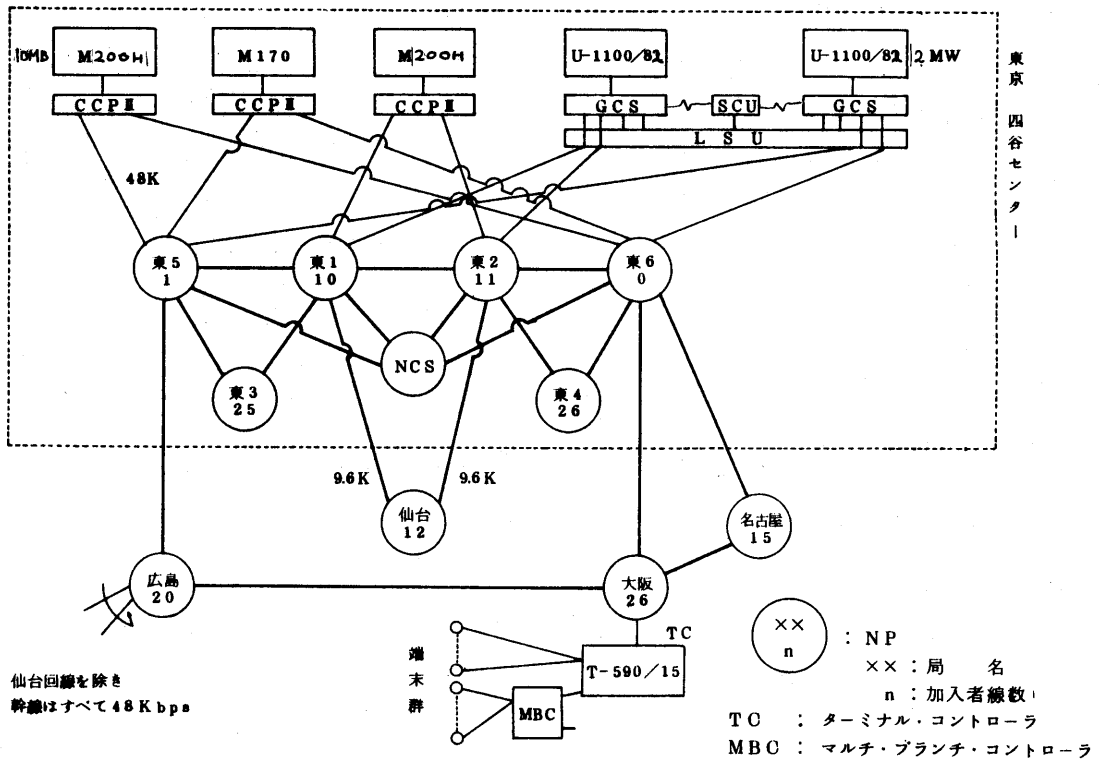 10MB M200H M170 M200H U-1100/82 U-1100/82 2MW
CCPⅡ CCPⅡ CCPⅡ GCS SCU GCS
LSU
東京 四谷センター
48K
東5
1
東1
10
東2
11
東6
0
NCS
東3
25
東4
26
9.6K 9.6K
仙台
12
名古屋
15
広島
20
大阪
26
TC
T-590/15
端末群
MBC
仙台回線を除き
幹線はすべて48Kbps
××
n
: NP
××:局 名
n:加入者線数
TC : ターミナル・コントローラ
MBC : マルチ・ブランチ・コントローラ